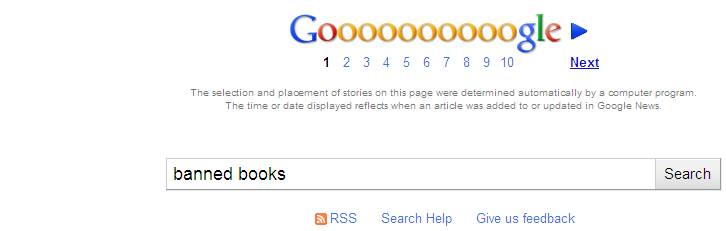 Goooooooooogle
1 2 3 4 5 6 7 8 9 10 Next
The selection and placement of stories on this page were determined automatically by a computer program.
The time or date displayed reflects when an article was added to or updated in Google News.
banned books Search
RSS Search Help Give us feedback